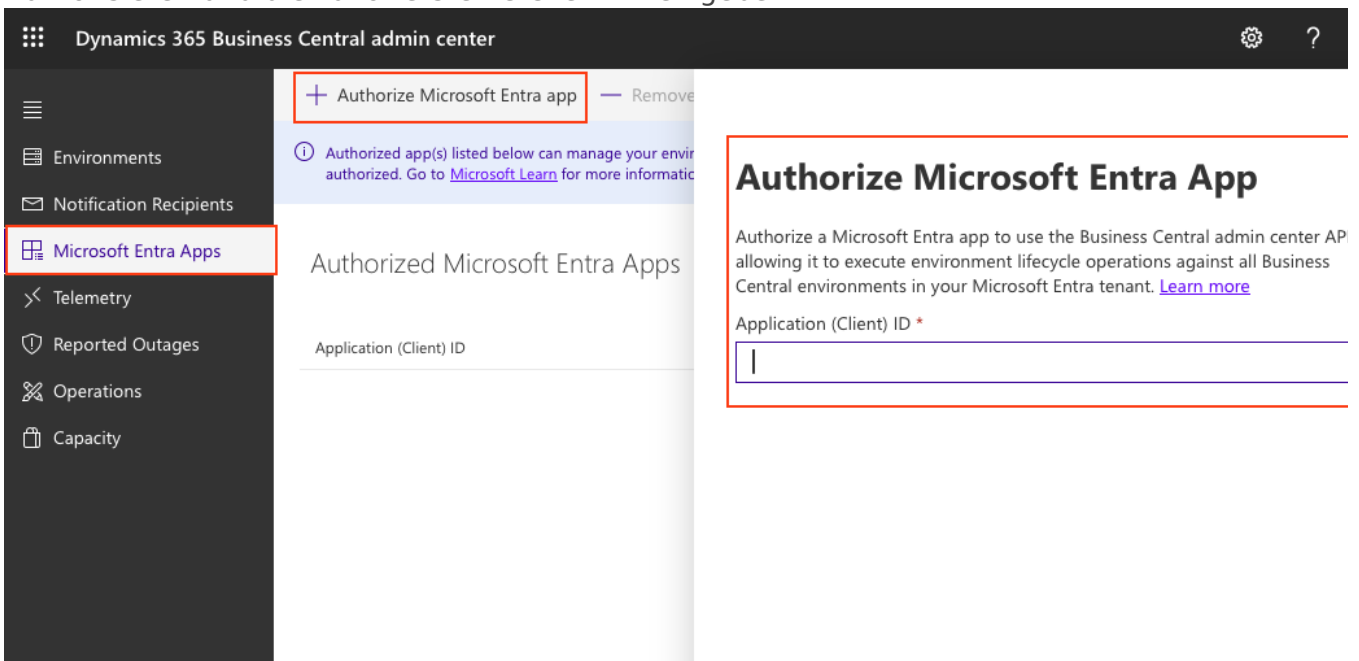 Dynamics 365 Business Central admin center
?
Environments
Notification Recipients
Microsoft Entra Apps
Telemetry
Reported Outages
Operations
Capacity
+ Authorize Microsoft Entra app — Remove
Authorized app(s) listed below can manage your envir
authorized. Go to Microsoft Learn for more informatic
Authorized Microsoft Entra Apps
Application (Client) ID
Authorize Microsoft Entra App
Authorize a Microsoft Entra app to use the Business Central admin center AP
allowing it to execute environment lifecycle operations against all Business
Central environments in your Microsoft Entra tenant. Learn more
Application (Client) ID *